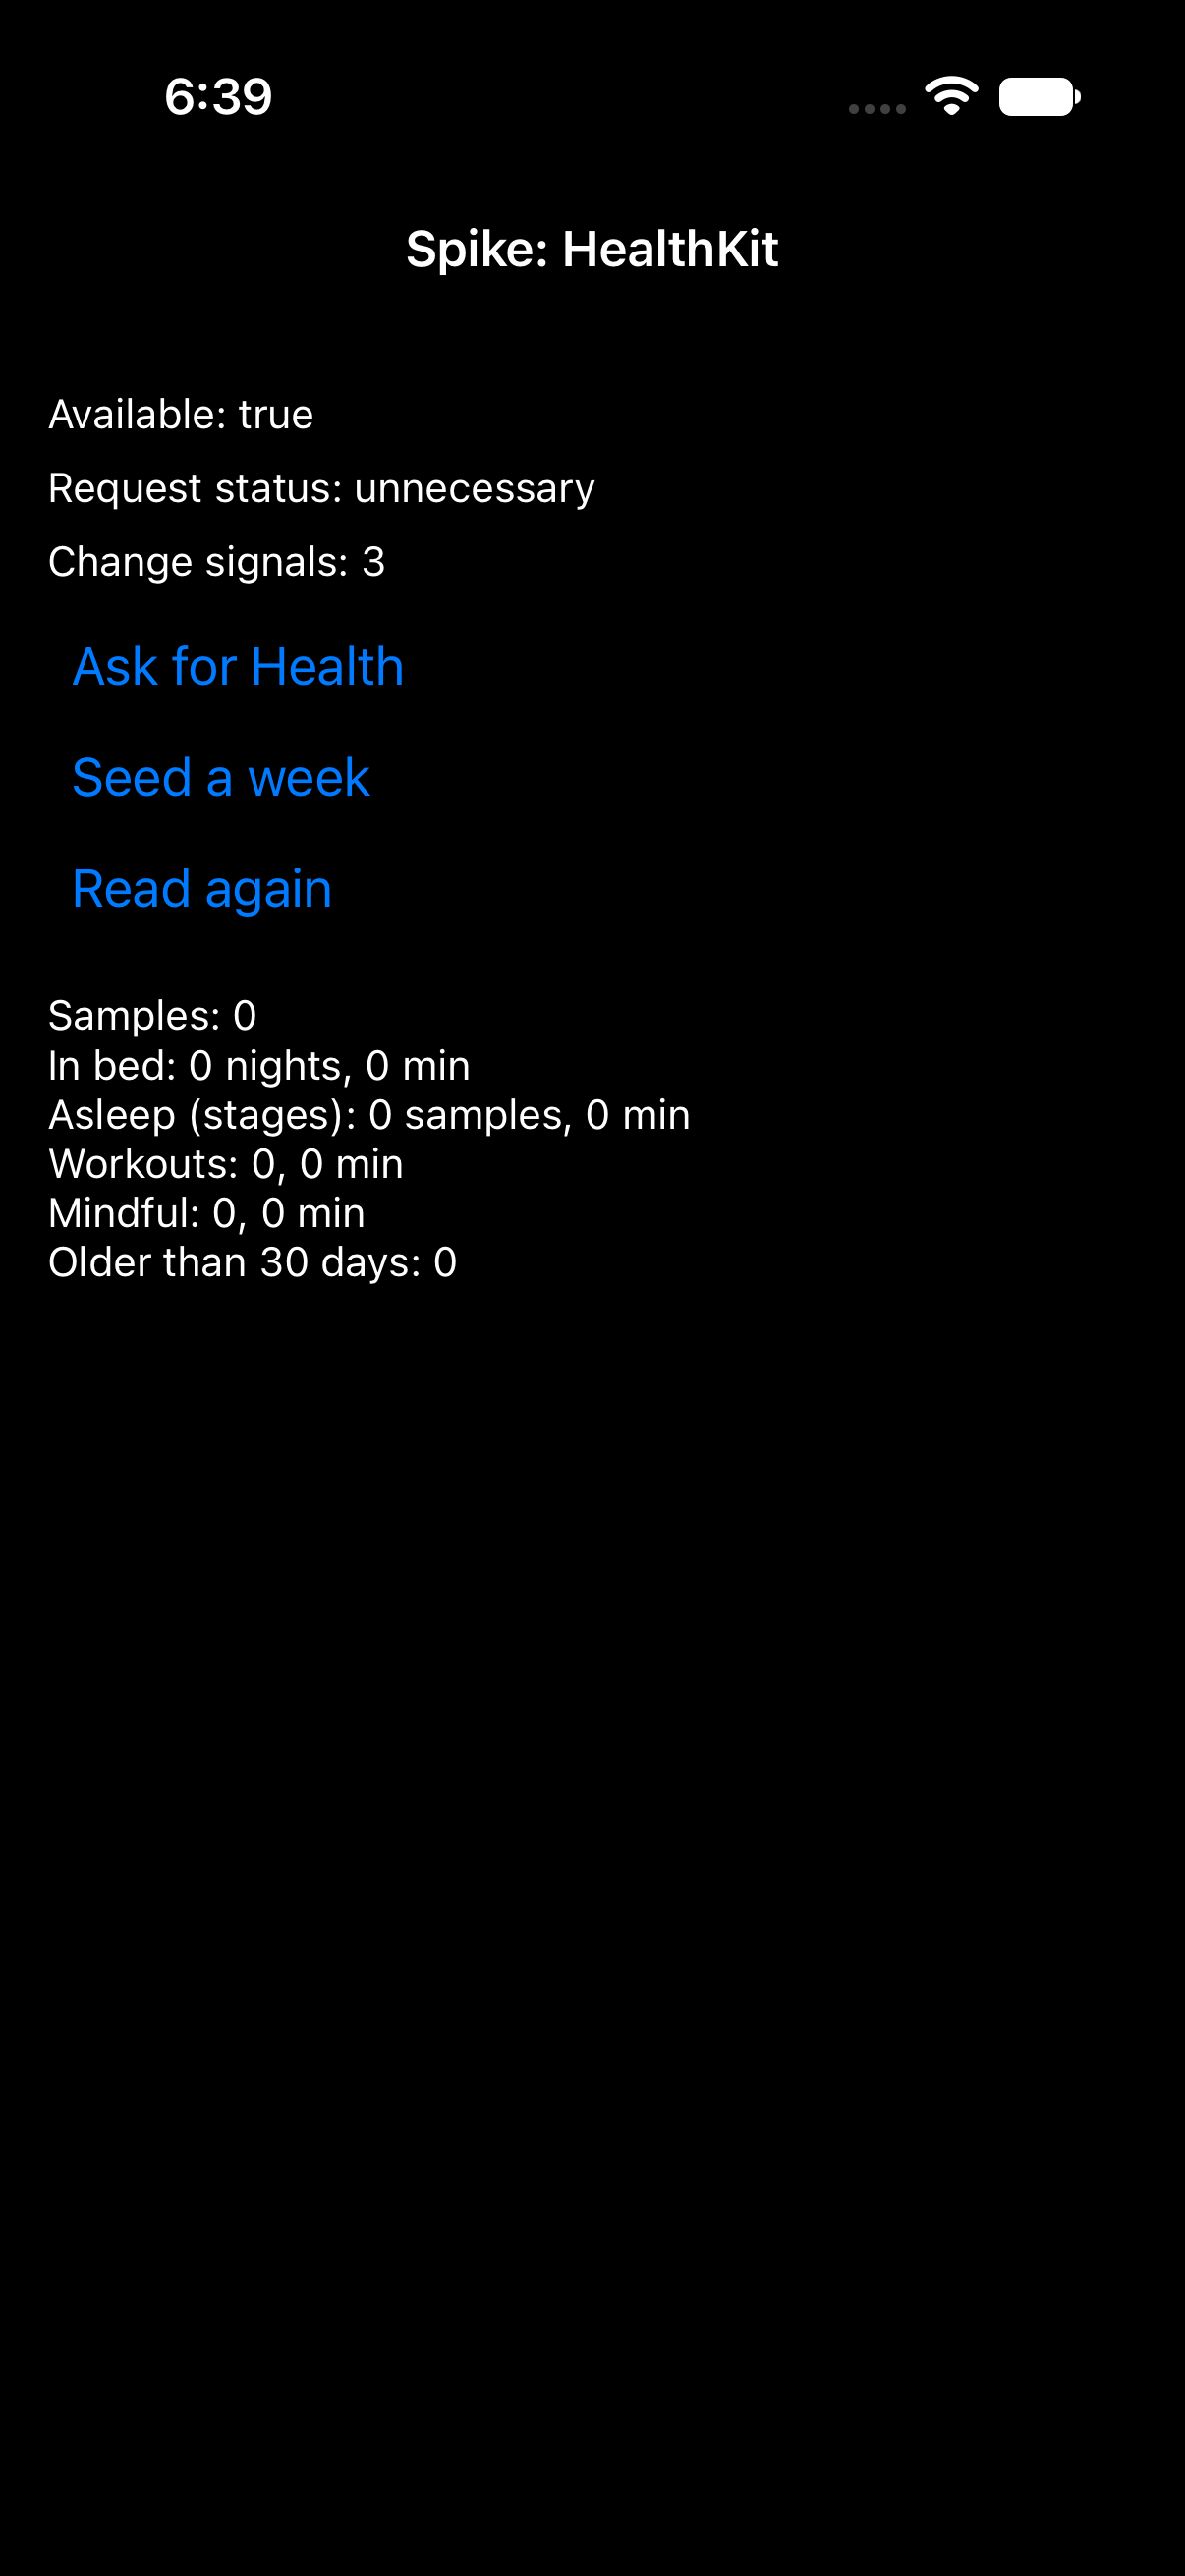 6:39
Spike: HealthKit
Available: true
Request status: unnecessary
Change signals: 3
Ask for Health
Seed a week
Read again
Samples: 0
In bed: 0 nights, 0 min
Asleep (stages): 0 samples, 0 min
Workouts: 0, 0 min
Mindful: 0, 0 min
Older than 30 days: 0